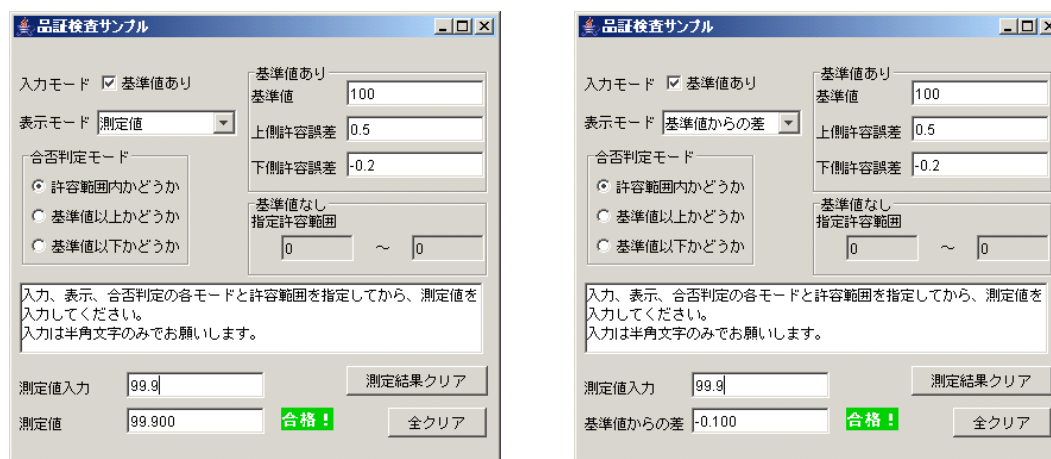 品証検査サンプル
入力モード 基準値あり
表示モード 測定値
合否判定モード
許容範囲内かどうか
基準値以上かどうか
基準値以下かどうか
基準値あり
基準値 100
上側許容誤差 0.5
下側許容誤差 -0.2
基準値なし
指定許容範囲
0 ～ 0
入力、表示、合否判定の各モードと許容範囲を指定してから、測定値を
入力してください。
入力は半角文字のみでお願いします。
測定値入力 99.9 測定結果クリア
測定値 99.900 合格！ 全クリア
品証検査サンプル
入力モード 基準値あり
表示モード 基準値からの差
合否判定モード
許容範囲内かどうか
基準値以上かどうか
基準値以下かどうか
基準値あり
基準値 100
上側許容誤差 0.5
下側許容誤差 -0.2
基準値なし
指定許容範囲
0 ～ 0
入力、表示、合否判定の各モードと許容範囲を指定してから、測定値を
入力してください。
入力は半角文字のみでお願いします。
測定値入力 99.9 測定結果クリア
基準値からの差 -0.100 合格！ 全クリア